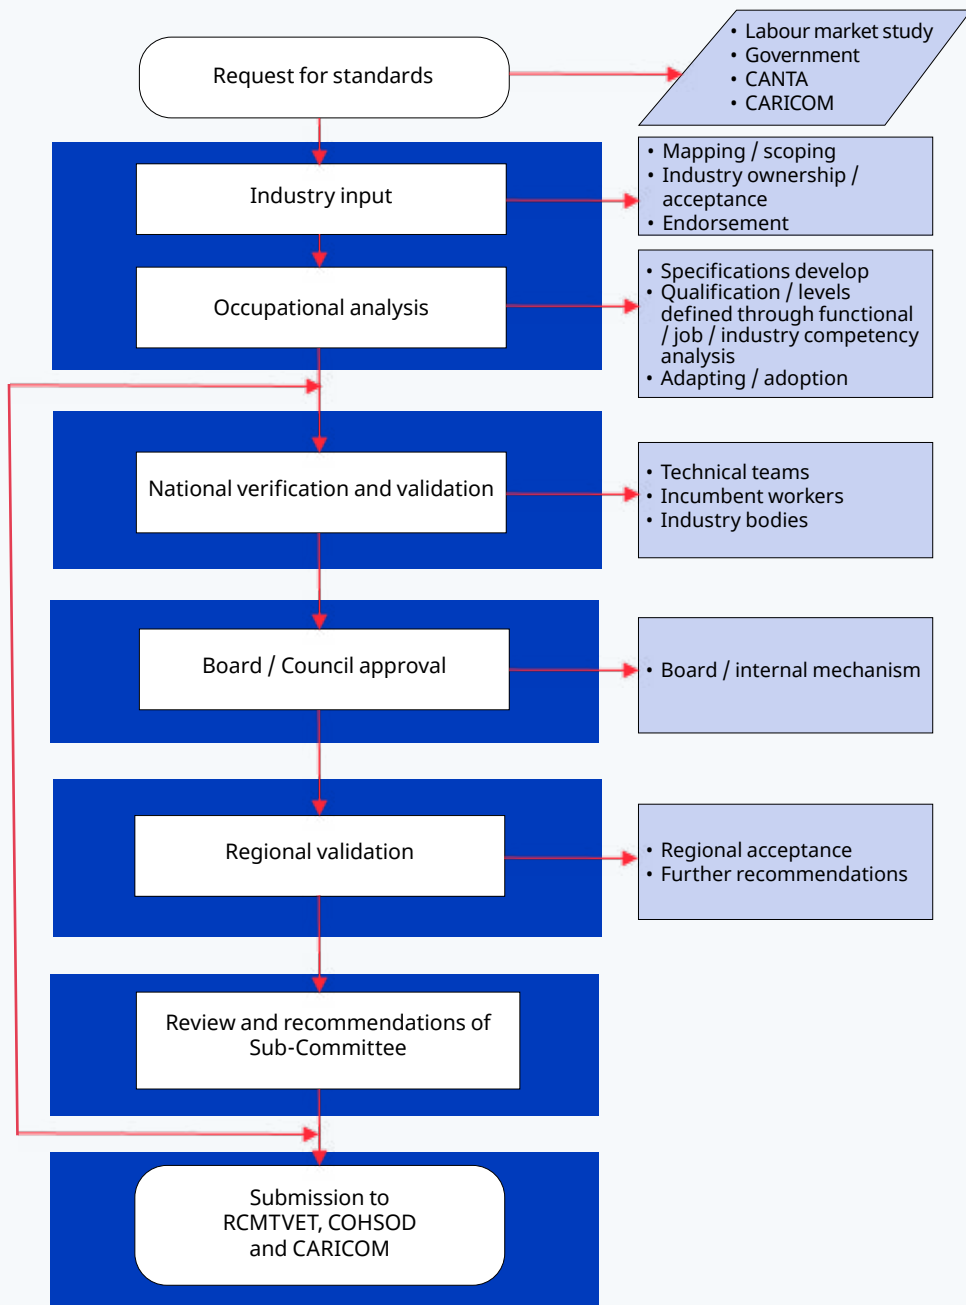 Request for standards
• Labour market study
• Government
• CANTA
• CARICOM
Industry input
• Mapping / scoping
• Industry ownership /
acceptance
• Endorsement
Occupational analysis
• Specifications develop
• Qualification / levels
defined through functional
/ job / industry competency
analysis
• Adapting / adoption
National verification and validation
• Technical teams
• Incumbent workers
• Industry bodies
Board / Council approval
• Board / internal mechanism
Regional validation
• Regional acceptance
• Further recommendations
Review and recommendations of
Sub-Committee
Submission to
RCMTVET, COHSOD
and CARICOM